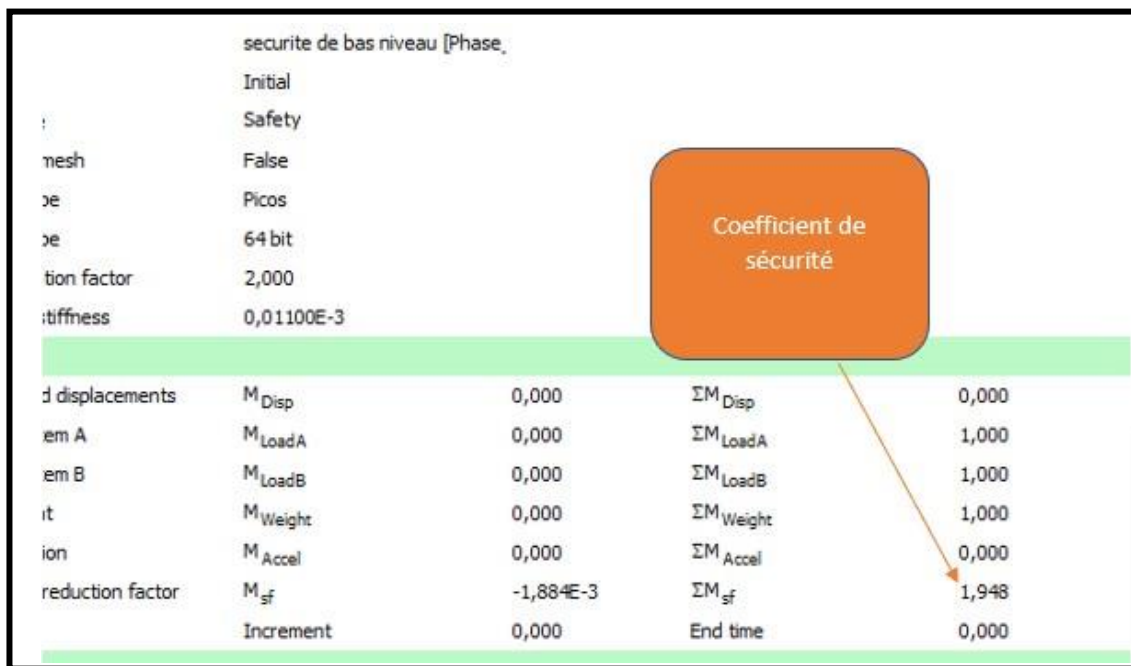 securite de bas niveau [Phase_
Initial
Safety
mesh False
Picos
64 bit
tion factor 2,000
stiffness 0,01100E-3
Coefficient de
sécurité
d displacements M Disp 0,000 ΣM Disp 0,000
tem A M LoadA 0,000 ΣM LoadA 1,000
tem B M LoadB 0,000 ΣM LoadB 1,000
M Weight 0,000 ΣM Weight 1,000
ion M Accel 0,000 ΣM Accel 0,000
reduction factor M sf -1,884E-3 ΣM sf 1,948
Increment 0,000 End time 0,000